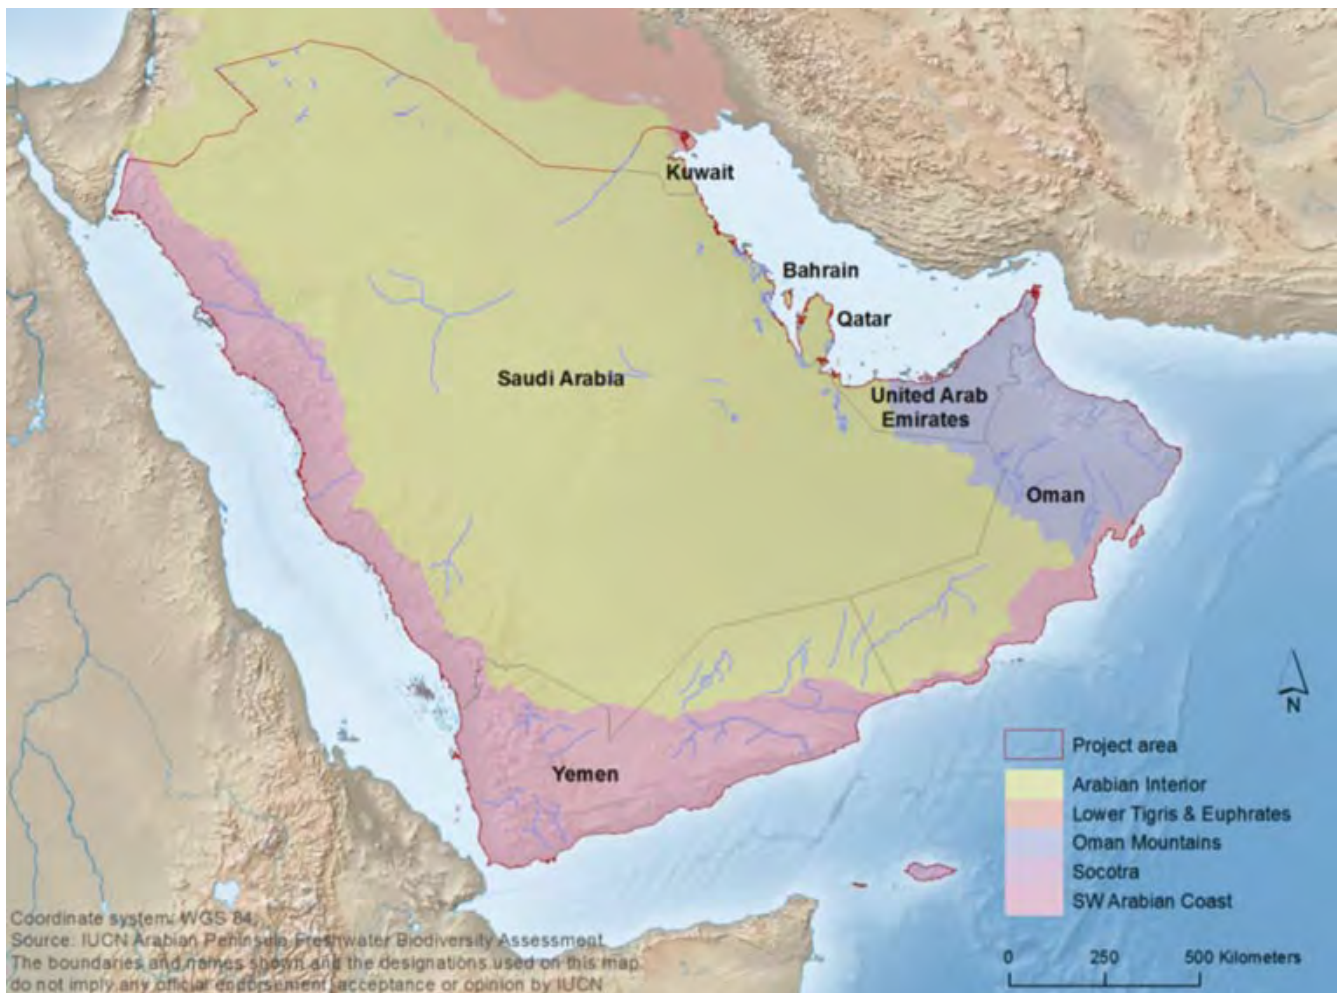 Kuwait
Bahrain
Qatar
Saudi Arabia
United Arab
Emirates
Oman
Yemen
N
Project area
Arabian Interior
Lower Tigris & Euphrates
Oman Mountains
Socotra
SW Arabian Coast
Coordinate system: WGS 84.
Source: IUCN Arabian Peninsula Freshwater Biodiversity Assessment
The boundaries and names shown and the designations used on this map
do not imply any official endorsement, acceptance or opinion by IUCN
0 250 500 Kilometers